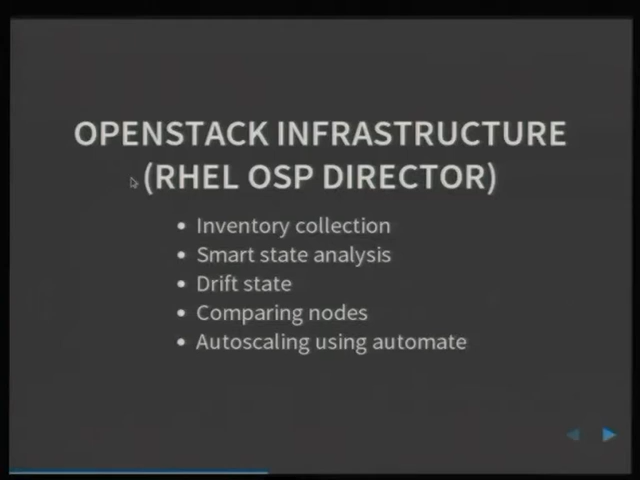 OPENSTACK INFRASTRUCTURE
(RHEL OSP DIRECTOR)
• Inventory collection
• Smart state analysis
• Drift state
• Comparing nodes
• Autoscaling using automate